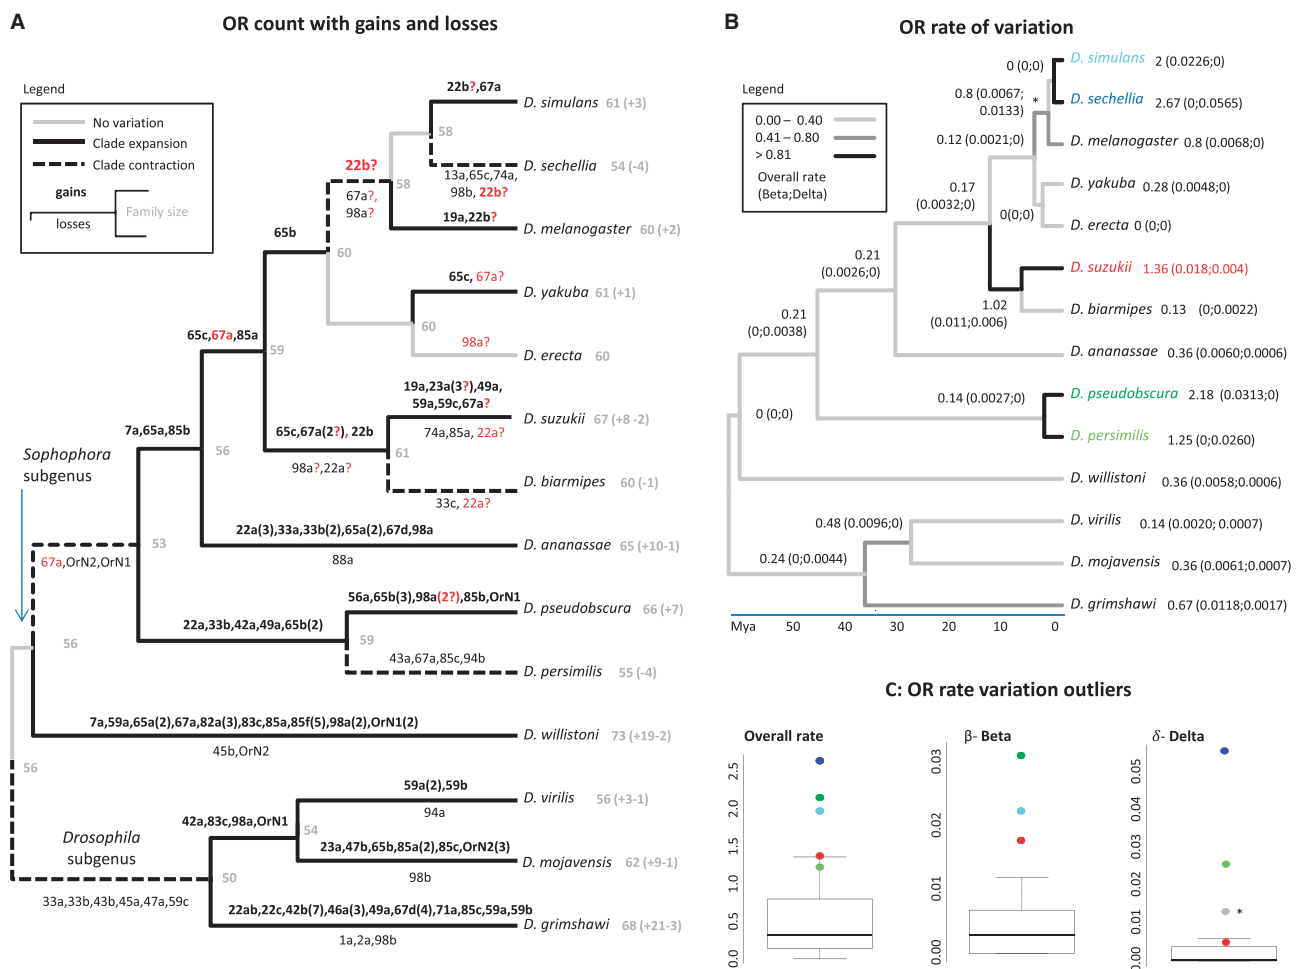 A
OR count with gains and losses
Legend
No variation
Clade expansion
Clade contraction
gains
losses
Family size
22b?,67a
D. simulans 61 (+3)
58
22b?
D. sechellia 54 (-4)
13a,65c,74a,
98b, 22b?
58
67a?,
98a?
19a,22b?
D. melanogaster 60 (+2)
65b
60
65c, 67a?
D. yakuba 61 (+1)
60
98a?
D. erecta 60
65c,67a,85a
59
19a,23a(3?),49a,
59a,59c,67a?
D. suzukii 67 (+8 -2)
74a,85a, 22a?
7a,65a,85b
65c,67a(2?), 22b
98a?,22a?
61
56
D. biarmipes 60 (-1)
33c, 22a?
Sophophora
subgenus
22a(3),33a,33b(2),65a(2),67d,98a
D. ananassae 65 (+10-1)
88a
53
67a,OrN2,OrN1
56a,65b(3),98a(2?),85b,OrN1
D. pseudobscura 66 (+7)
22a,33b,42a,49a,65b(2)
59
56
43a,67a,85c,94b
D. persimilis 55 (-4)
7a,59a,65a(2),67a,82a(3),83c,85a,85f(5),98a(2),OrN1(2)
D. willistoni 73 (+19-2)
45b,OrN2
56
59a(2),59b
D. virilis 56 (+3-1)
94a
42a,83c,98a,OrN1
54
Drosophila
subgenus
23a,47b,65b,85a(2),85c,OrN2(3)
D. mojavensis 62 (+9-1)
98b
50
33a,33b,43b,45a,47a,59c
22ab,22c,42b(7),46a(3),49a,67d(4),71a,85c,59a,59b
D. grimshawi 68 (+21-3)
1a,2a,98b
B
OR rate of variation
Legend
0.00 – 0.40
0.41 – 0.80
> 0.81
Overall rate
(Beta;Delta)
0 (0;0)
D. simulans 2 (0.0226;0)
0.8 (0.0067;
0.0133)
*
D. sechellia 2.67 (0;0.0565)
0.12 (0.0021;0)
D. melanogaster 0.8 (0.0068;0)
0.17
(0.0032;0)
D. yakuba 0.28 (0.0048;0)
0(0;0)
D. erecta 0 (0;0)
0.21
(0.0026;0)
D. suzukii 1.36 (0.018;0.004)
1.02
(0.011;0.006)
D. biarmipes 0.13 (0;0.0022)
0.21
(0;0.0038)
D. ananassae 0.36 (0.0060;0.0006)
0.14 (0.0027;0)
D. pseudobscura 2.18 (0.0313;0)
0 (0;0)
D. persimilis 1.25 (0;0.0260)
D. willistoni 0.36 (0.0058;0.0006)
0.48 (0.0096;0)
D. virilis 0.14 (0.0020; 0.0007)
0.24 (0;0.0044)
D. mojavensis 0.36 (0.0061;0.0007)
D. grimshawi 0.67 (0.0118;0.0017)
Mya 50 40 30 20 10 0
C: OR rate variation outliers
Overall rate
0.0 0.5 1.0 1.5 2.0 2.5
β- Beta
0.00 0.01 0.02 0.03
δ- Delta
0.00 0.01 0.02 0.03 0.04 0.05
*